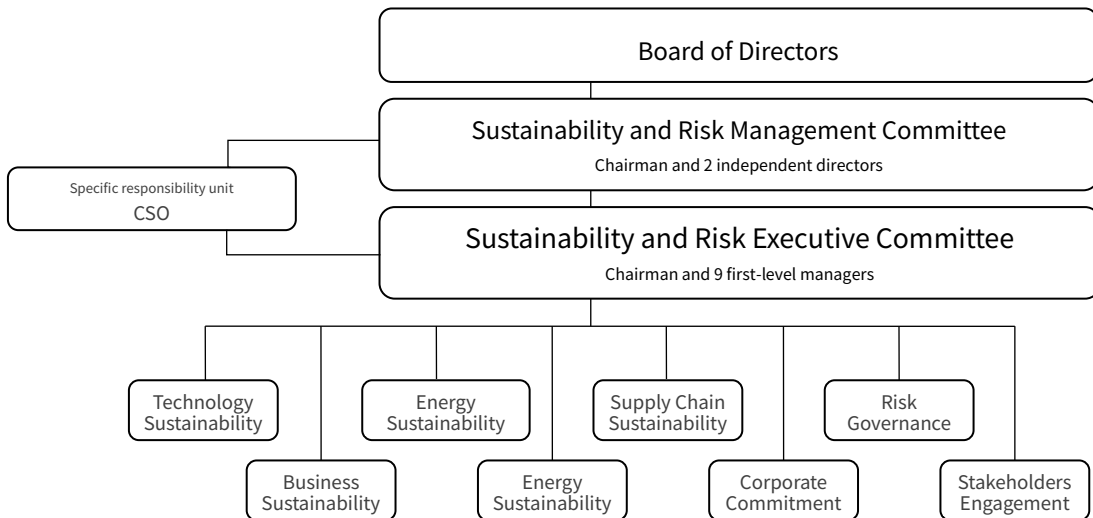 Board of Directors
Sustainability and Risk Management Committee
Chairman and 2 independent directors
Specific responsibility unit
CSO
Sustainability and Risk Executive Committee
Chairman and 9 first-level managers
Technology
Sustainability
Energy
Sustainability
Supply Chain
Sustainability
Risk
Governance
Business
Sustainability
Energy
Sustainability
Corporate
Commitment
Stakeholders
Engagement